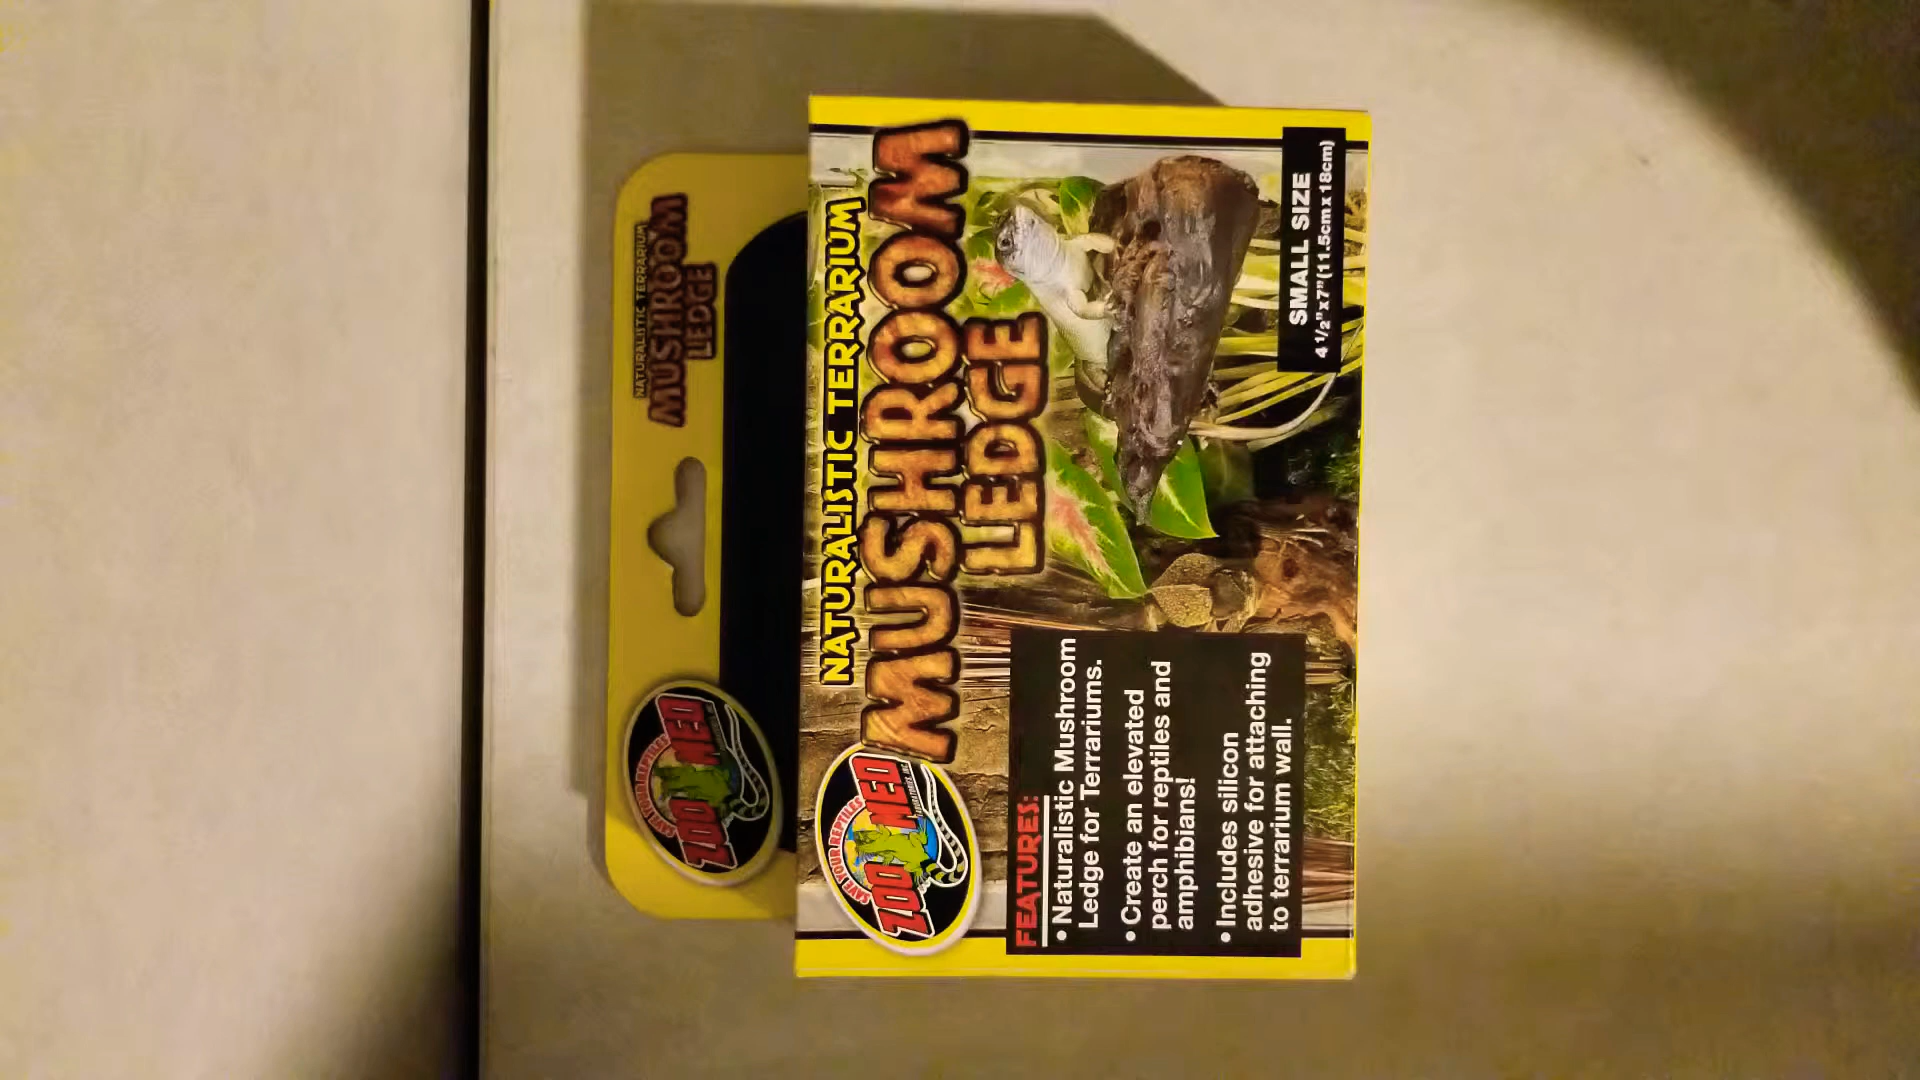 NATURALISTIC TERRARIUM
MUSHROOM
LEDGE
SAVE YOUR REPTILES
ZOO MED
NATURALISTIC TERRARIUM
MUSHROOM
LEDGE
SAVE YOUR REPTILES
ZOO MED
LABORATORIES, INC.
FEATURES:
• Naturalistic Mushroom
Ledge for Terrariums.
• Create an elevated
perch for reptiles and
amphibians!
• Includes silicon
adhesive for attaching
to terrarium wall.
SMALL SIZE
4 1/2"x7"(11.5cm x 18cm)